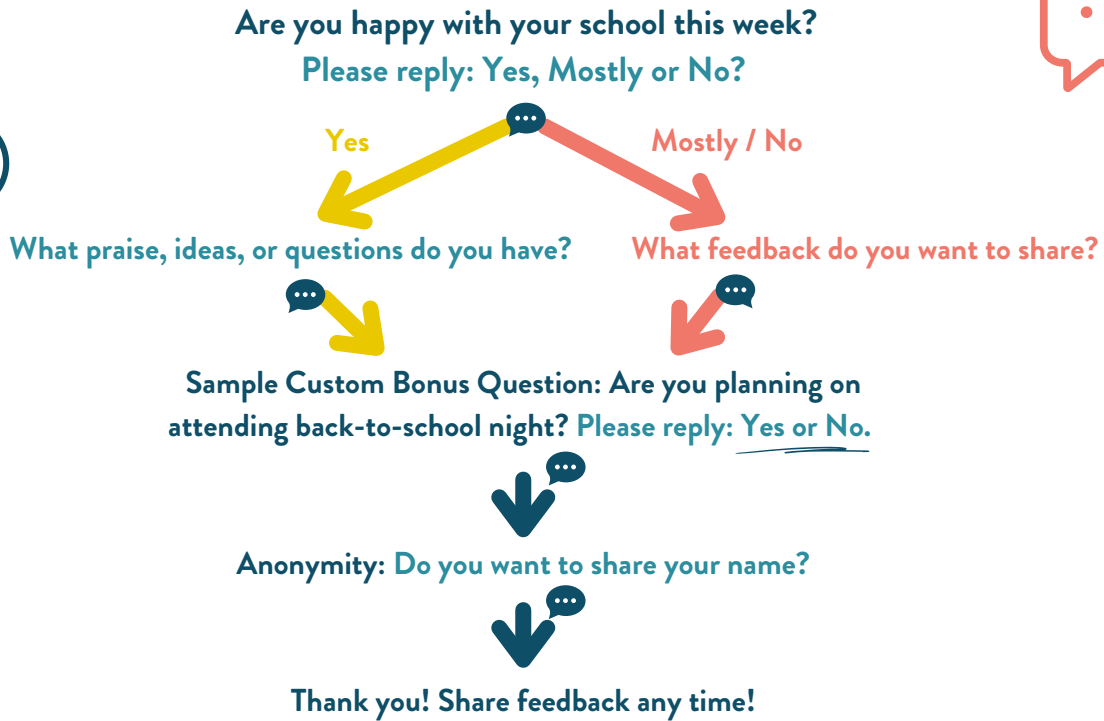 Are you happy with your school this week?
Please reply: Yes, Mostly or No?
Yes
Mostly / No
What praise, ideas, or questions do you have?
What feedback do you want to share?
Sample Custom Bonus Question: Are you planning on
attending back-to-school night? Please reply: Yes or No.
Anonymity: Do you want to share your name?
Thank you! Share feedback any time!